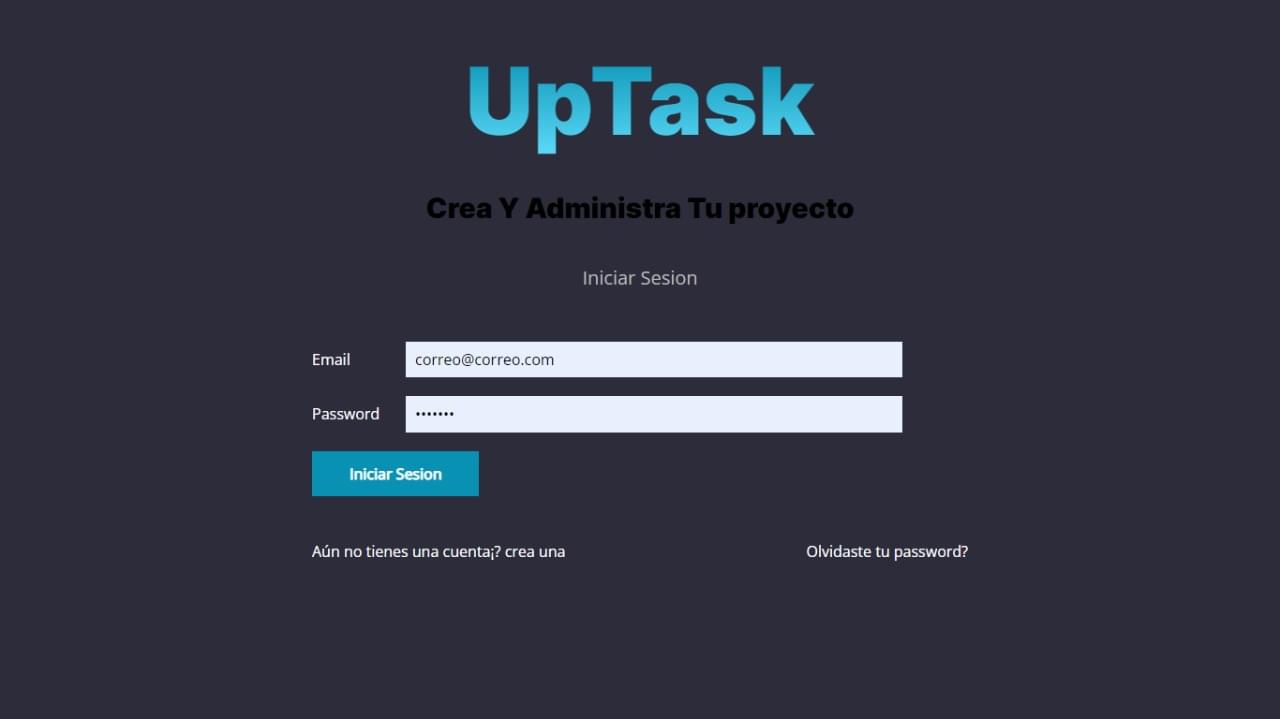 UpTask
Crea Y Administra Tu proyecto
Iniciar Sesion
Email correo@correo.com
Password •••••••
Iniciar Sesion
Aún no tienes una cuenta¡? crea una Olvidaste tu password?